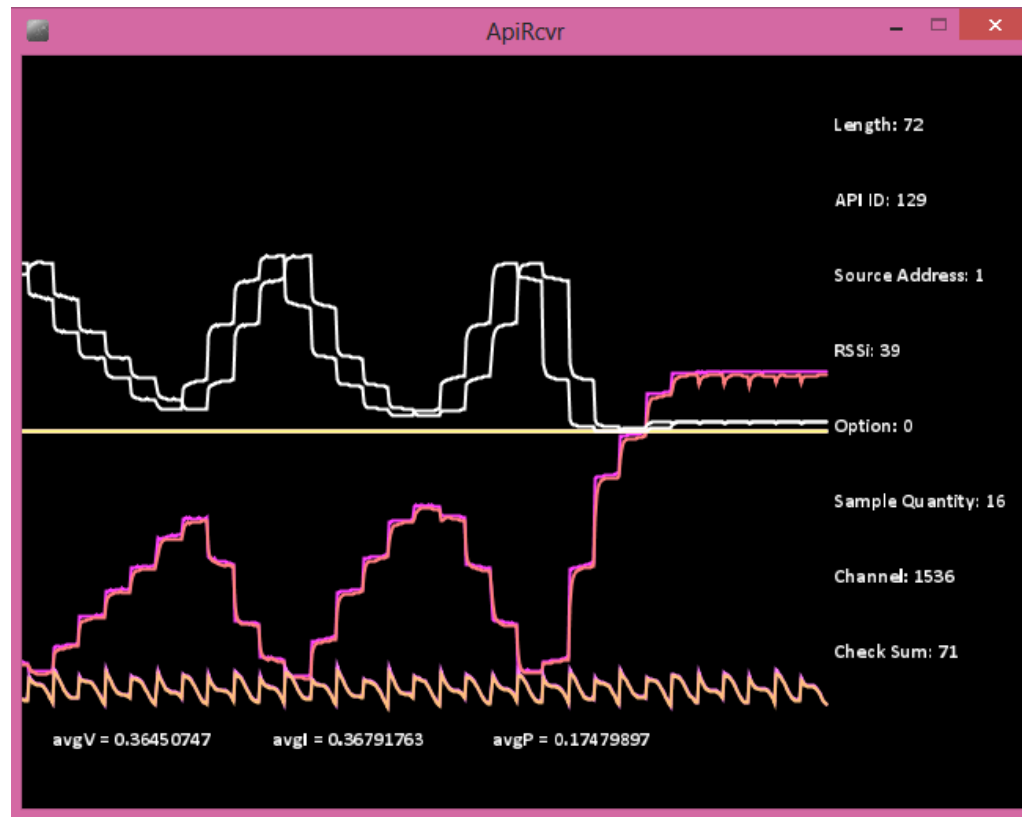 ApiRcvr
Length: 72
API ID: 129
Source Address: 1
RSSi: 39
Option: 0
Sample Quantity: 16
Channel: 1536
Check Sum: 71
avgV = 0.36450747 avgI = 0.36791763 avgP = 0.17479897